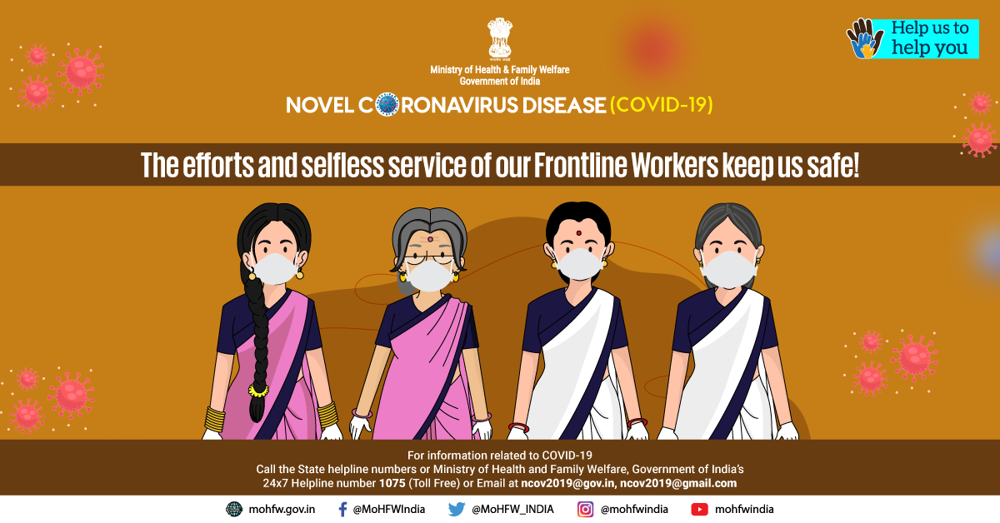 Ministry of Health & Family Welfare
Government of India
Help us to
help you
NOVEL CORONAVIRUS DISEASE (COVID-19)
The efforts and selfless service of our Frontline Workers keep us safe!
For information related to COVID-19
Call the State helpline numbers or Ministry of Health and Family Welfare, Government of India's
24x7 Helpline number 1075 (Toll Free) or Email at ncov2019@gov.in, ncov2019@gmail.com
mohfw.gov.in @MoHFWIndia @MoHFW_INDIA @mohfwindia mohfwindia